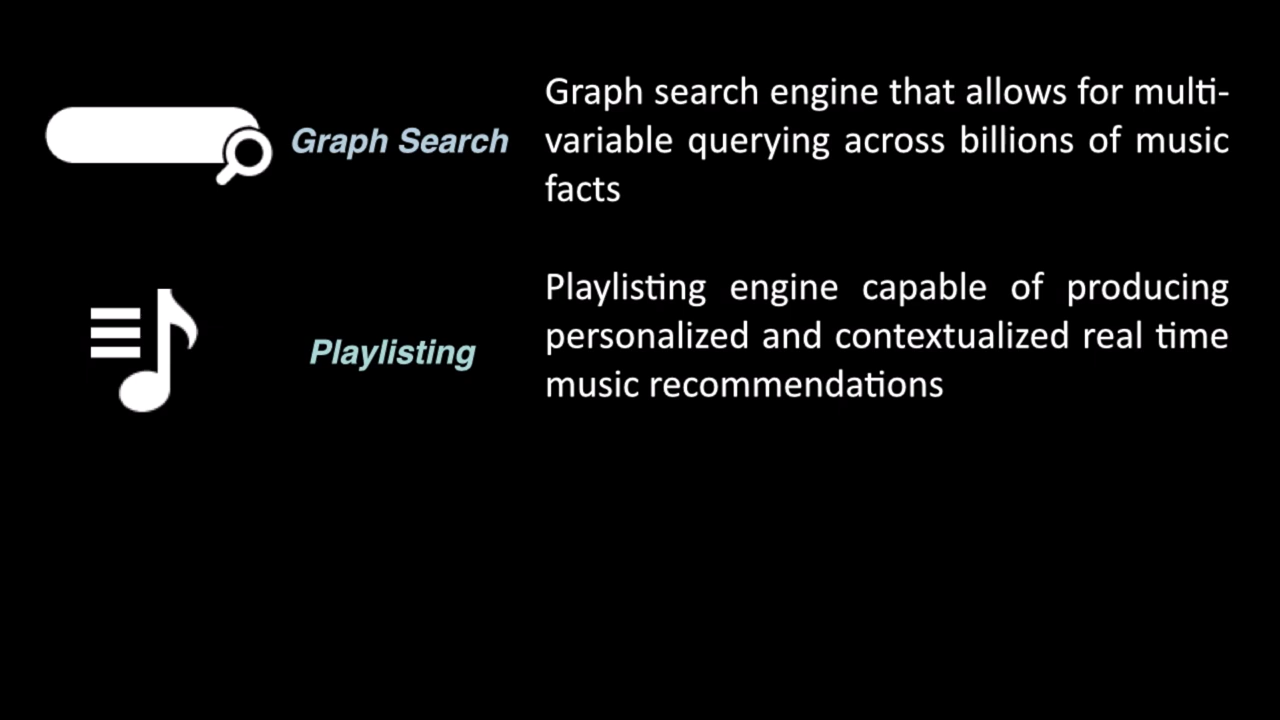 Graph Search
Graph search engine that allows for multi-
variable querying across billions of music
facts
Playlisting
Playlisting engine capable of producing
personalized and contextualized real time
music recommendations